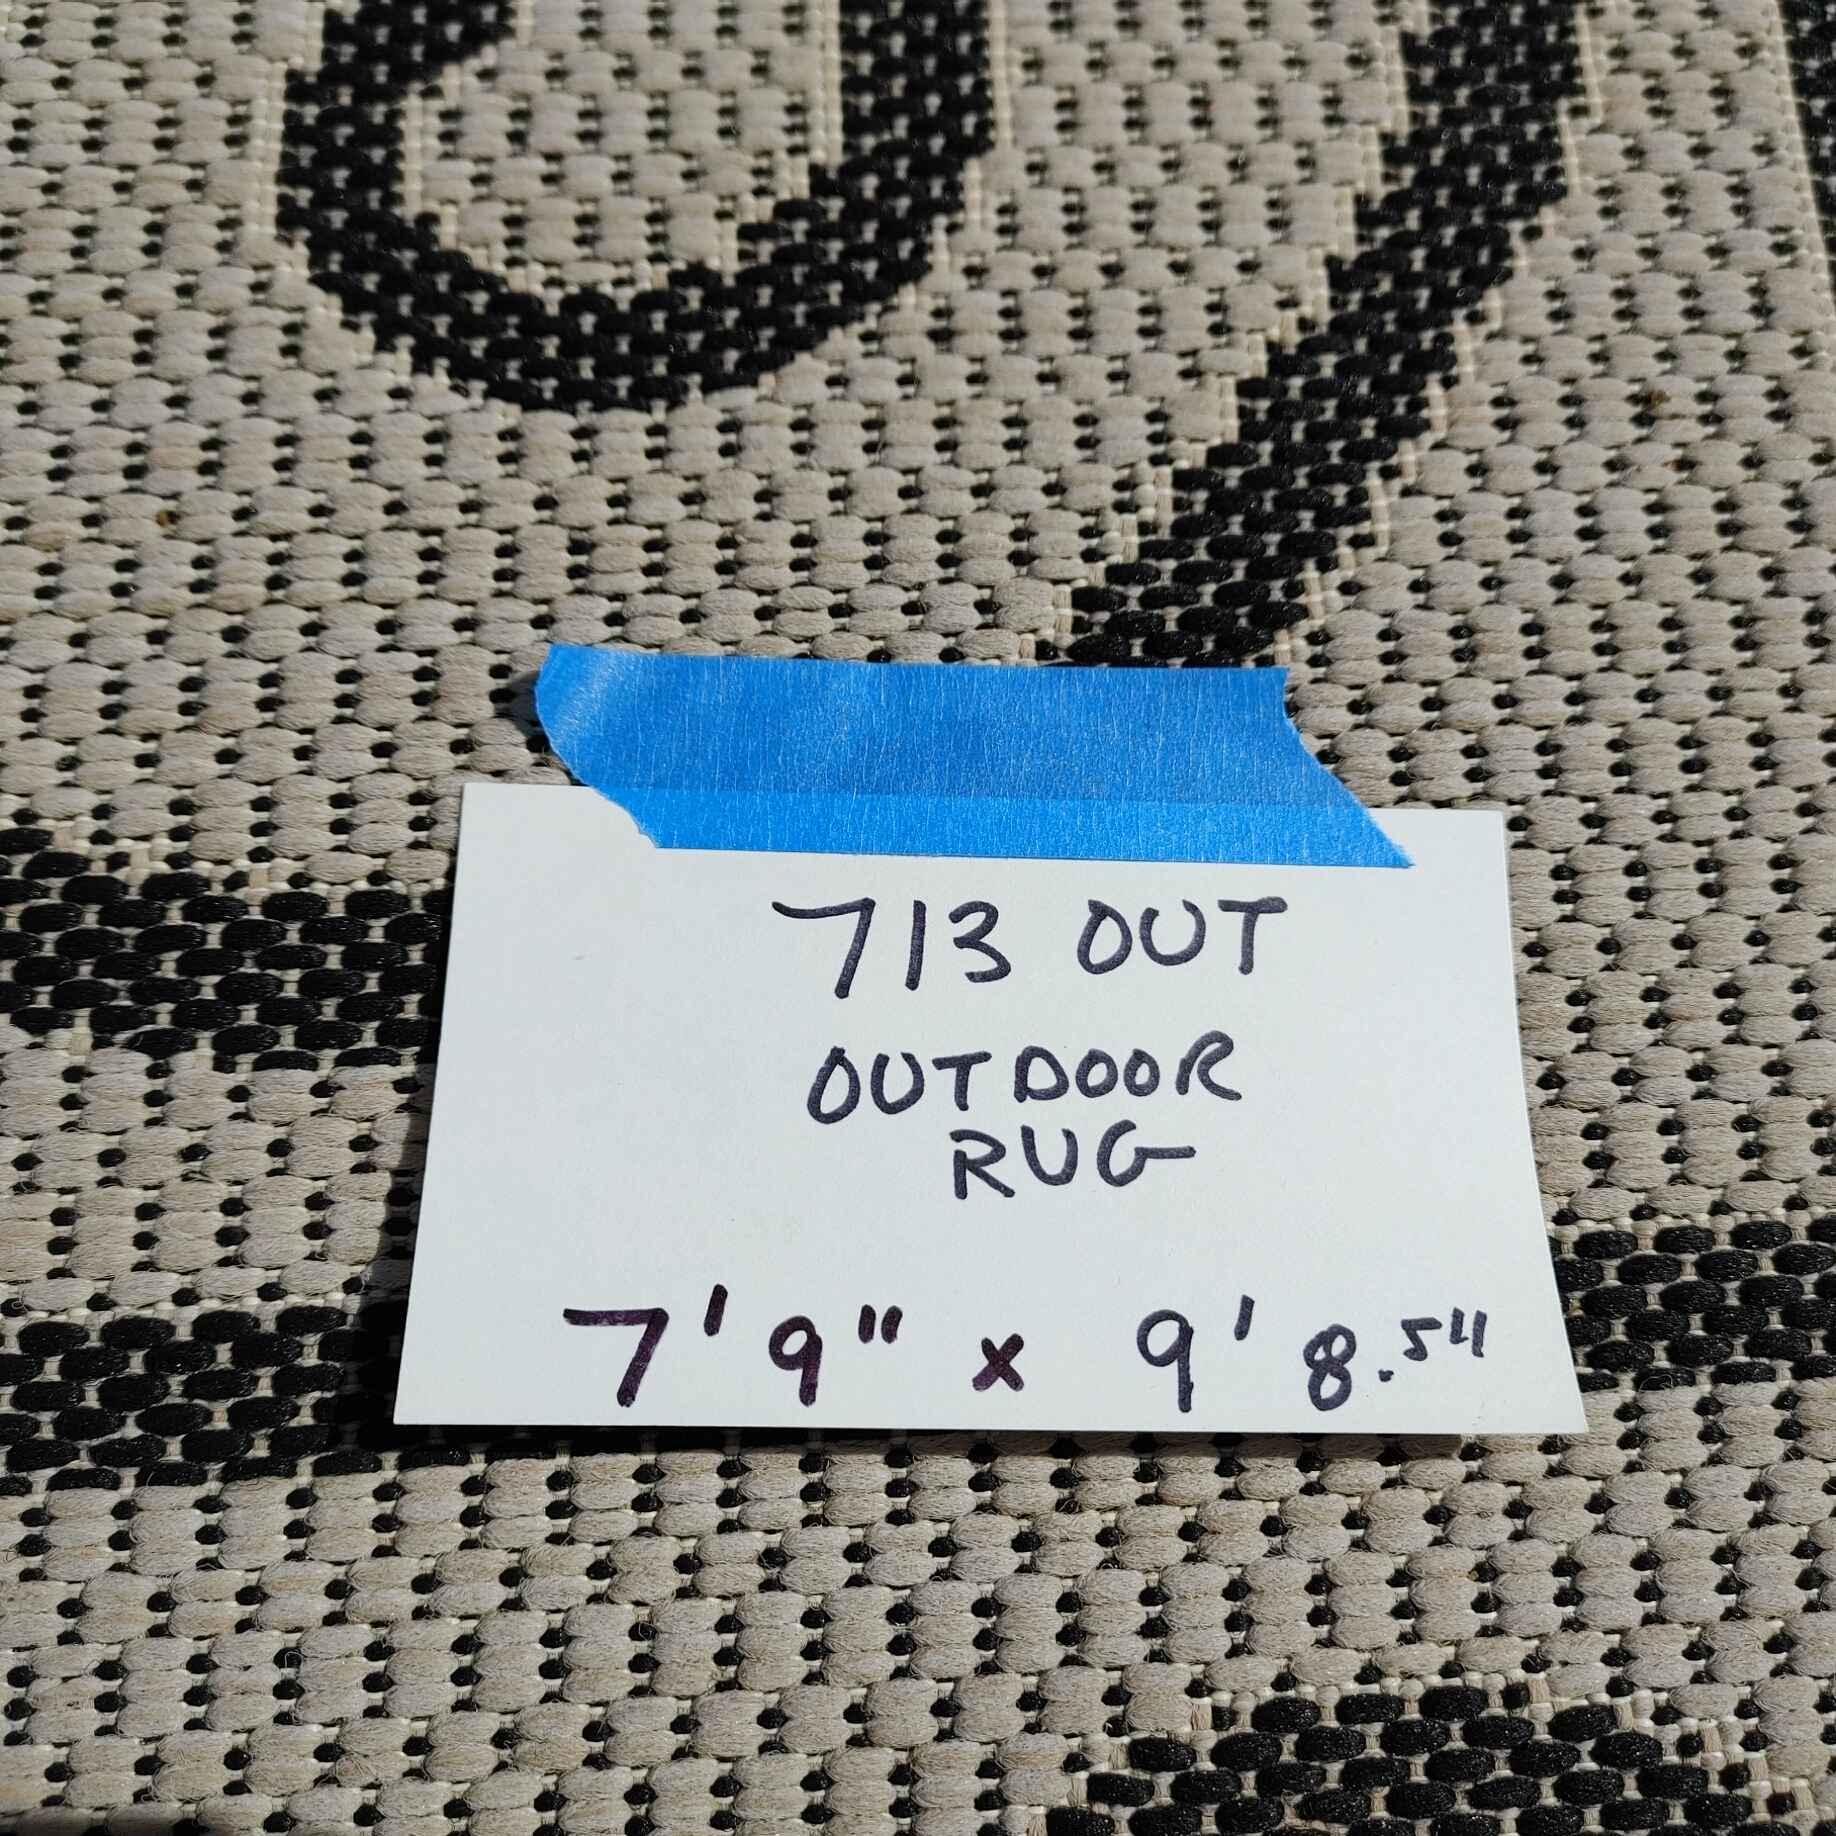 713 OUT
OUTDOOR
RUG
7'9" x 9'8.5"